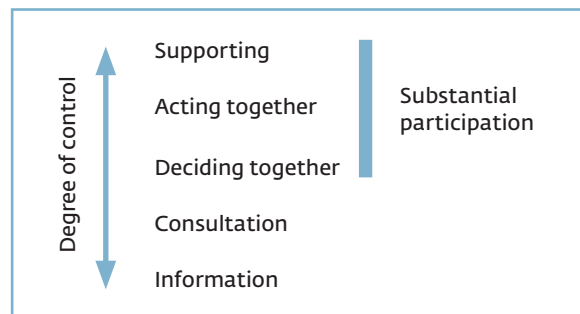 Degree of control
Supporting
Acting together
Deciding together
Consultation
Information
Substantial
participation